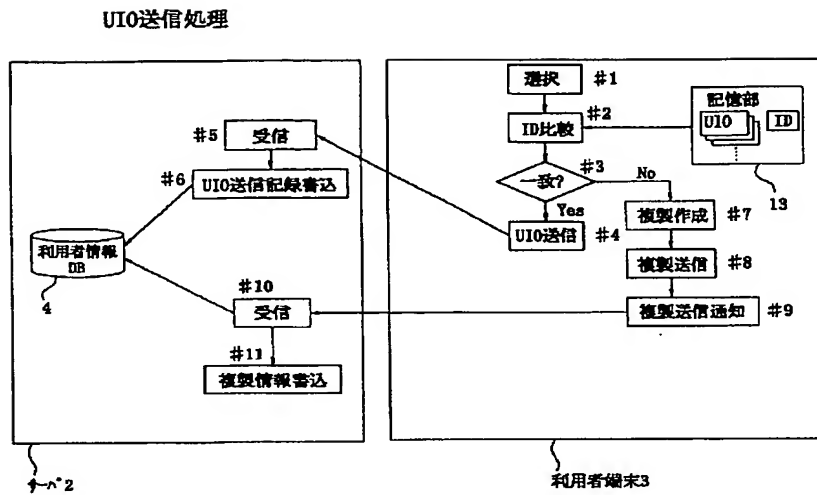 UIO送信処理
選択 #1
#2
ID比較
記憶部
UIO ID
13
#3
一致?
No
Yes
UIO送信 #4
複製作成 #7
複製送信 #8
複製送信通知 #9
#5 受信
#6
UIO送信記録書込
利用者情報
DB
4
#10
受信
#11
複製情報書込
サーバ2
利用者端末3